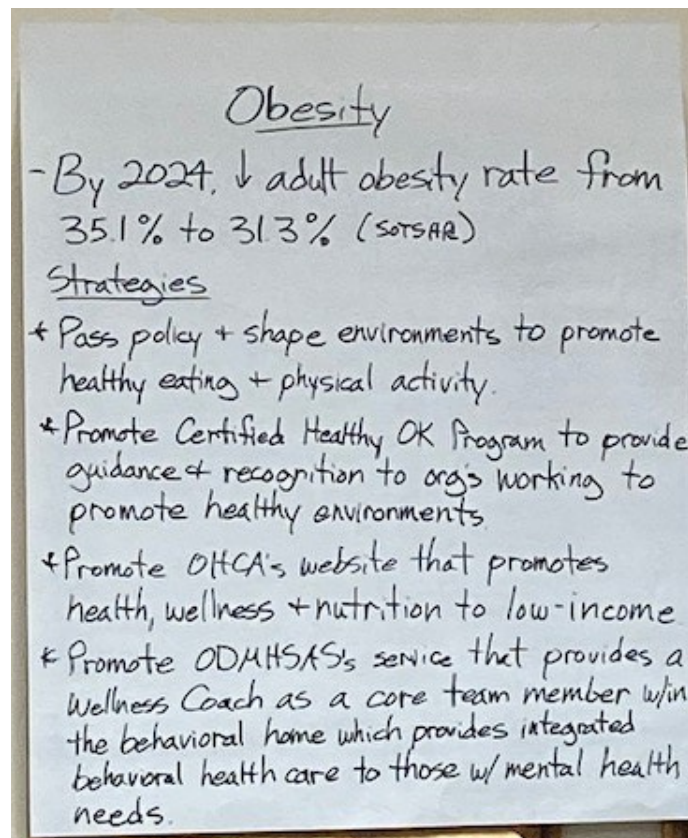 Obesity
- By 2024, ↓ adult obesity rate from
35.1% to 31.3% (SOTSAR)
Strategies
* Pass policy + shape environments to promote
healthy eating + physical activity.
* Promote Certified Healthy OK Program to provide
guidance + recognition to org's working to
promote healthy environments
* Promote OHCA's website that promotes
health, wellness + nutrition to low-income
* Promote ODMHSAS's service that provides a
Wellness Coach as a core team member w/in
the behavioral home which provides integrated
behavioral health care to those w/ mental health
needs.